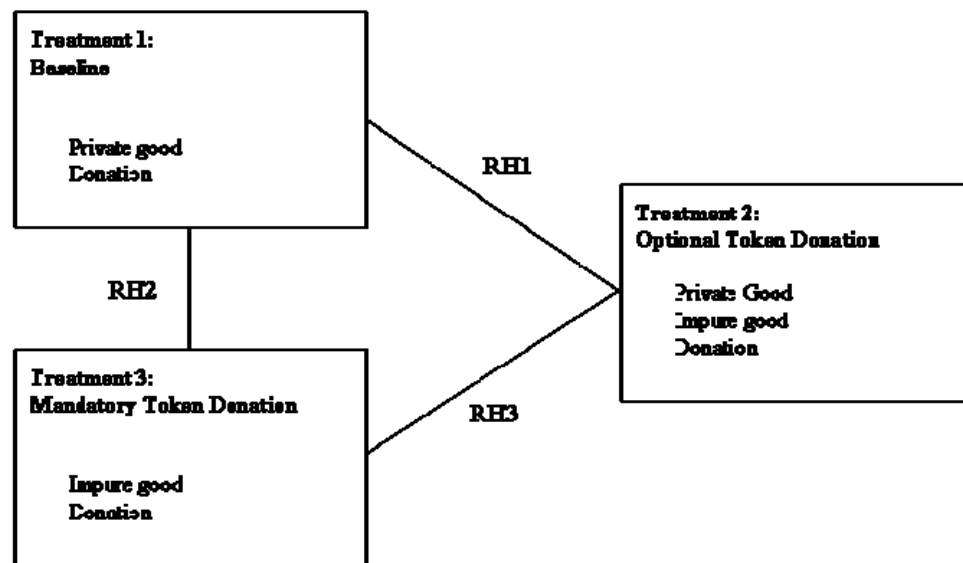 Treatment 1:
Baseline
Private good
Donation
RH1
Treatment 2:
Optional Token Donation
Private Good
Impure good
Donation
RH2
Treatment 3:
Mandatory Token Donation
RH3
Impure good
Donation